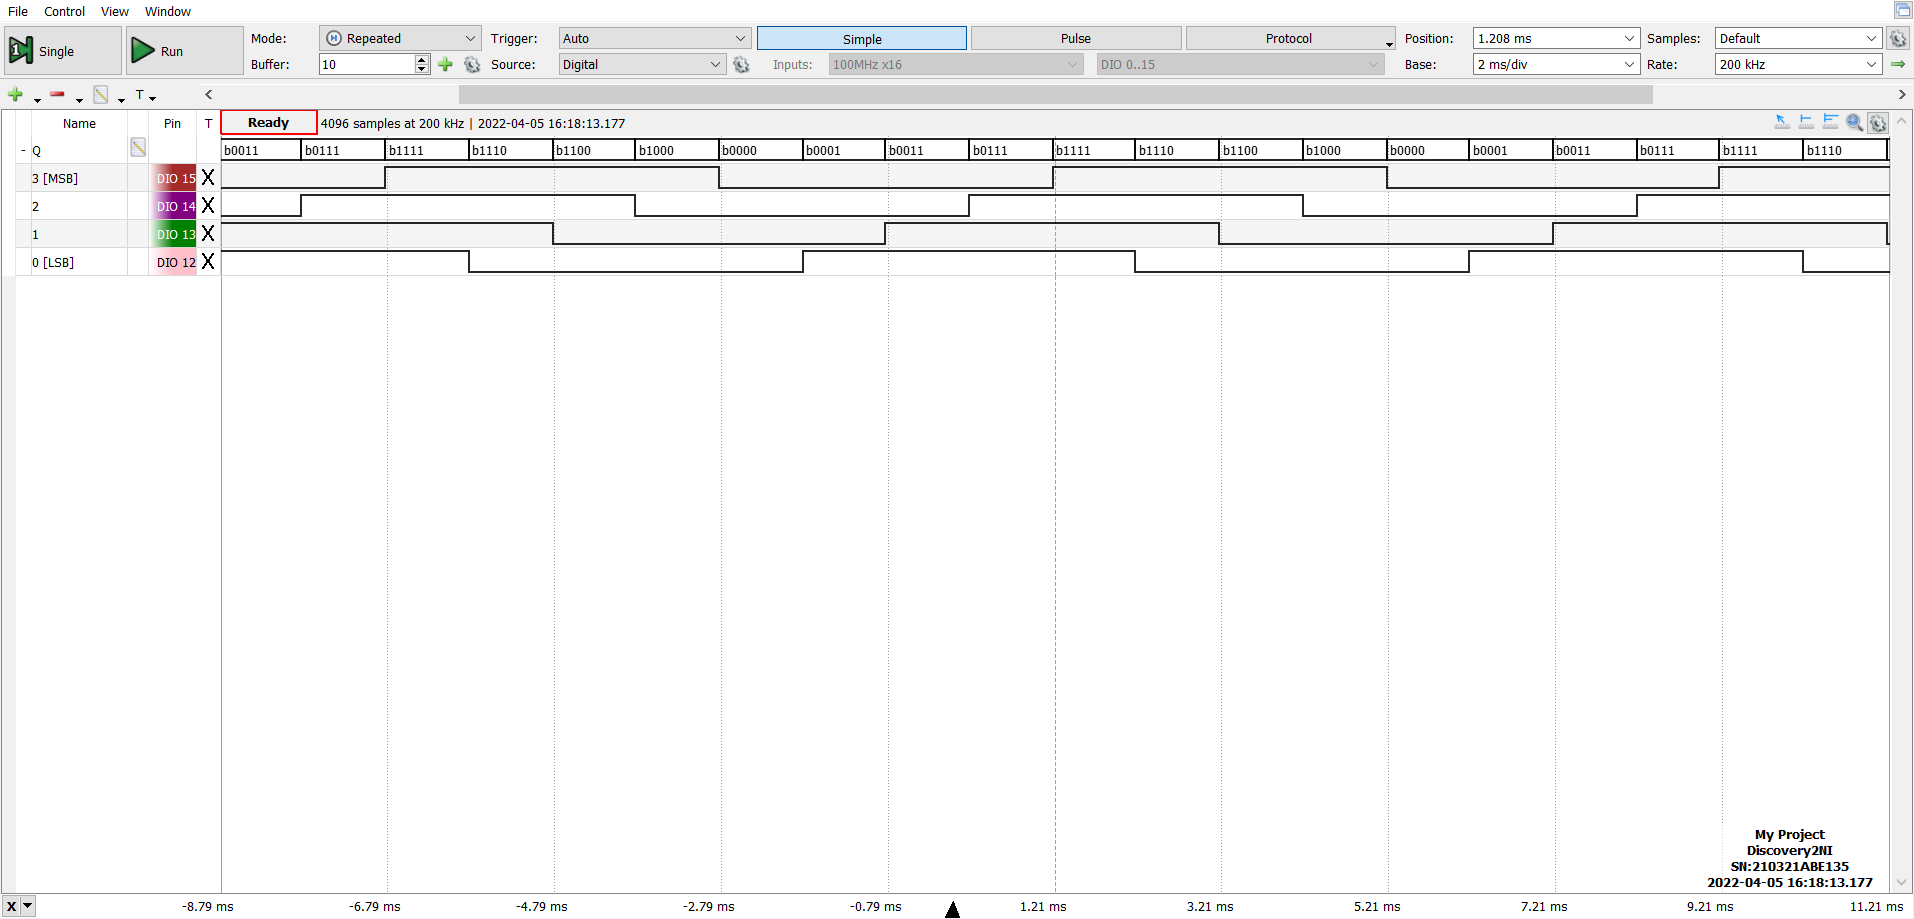 File Control View Window
Single Run Mode: Repeated Trigger: Auto Simple Pulse Protocol Position: 1.208 ms Samples: Default
Buffer: 10 Source: Digital Inputs: 100MHz x16 DIO 0..15 Base: 2 ms/div Rate: 200 kHz
T
Name Pin T Ready 4096 samples at 200 kHz | 2022-04-05 16:18:13.177
- Q b0011 b0111 b1111 b1110 b1100 b1000 b0000 b0001 b0011 b0111 b1111 b1110 b1100 b1000 b0000 b0001 b0011 b0111 b1111 b1110
3 [MSB] DIO 15 X
2 DIO 14 X
1 DIO 13 X
0 [LSB] DIO 12 X
My Project
Discovery2NI
SN:210321ABE135
2022-04-05 16:18:13.177
X -8.79 ms -6.79 ms -4.79 ms -2.79 ms -0.79 ms 1.21 ms 3.21 ms 5.21 ms 7.21 ms 9.21 ms 11.21 ms